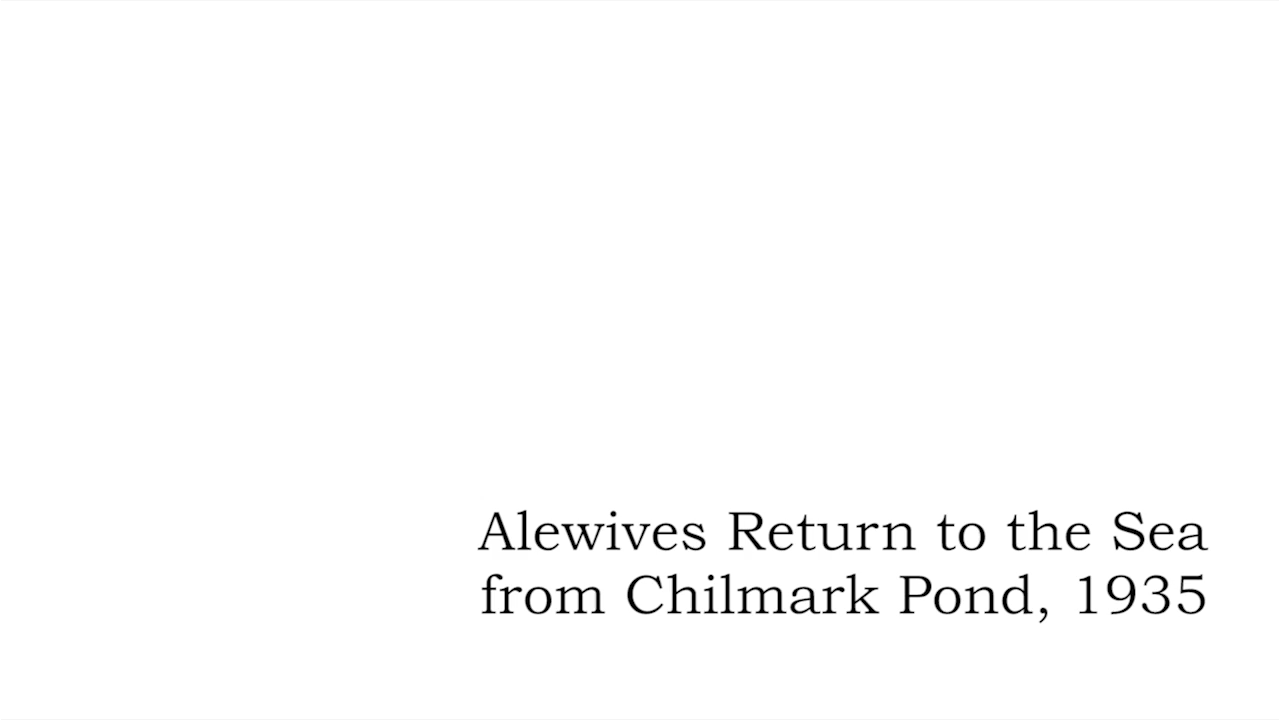 Alewives Return to the Sea
from Chilmark Pond, 1935